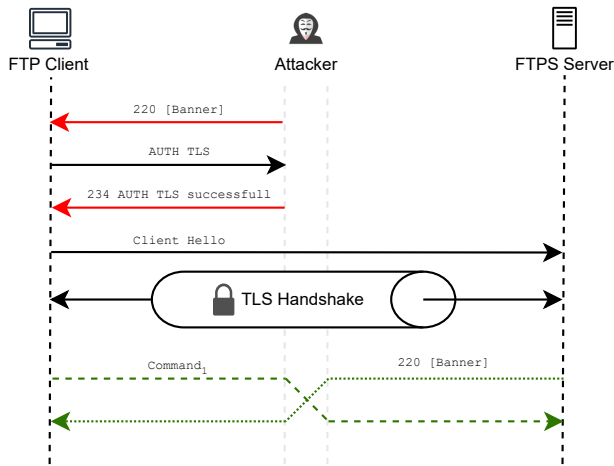 FTP Client
Attacker
FTPS Server
220 [Banner]
AUTH TLS
234 AUTH TLS successfull
Client Hello
TLS Handshake
Command1
220 [Banner]